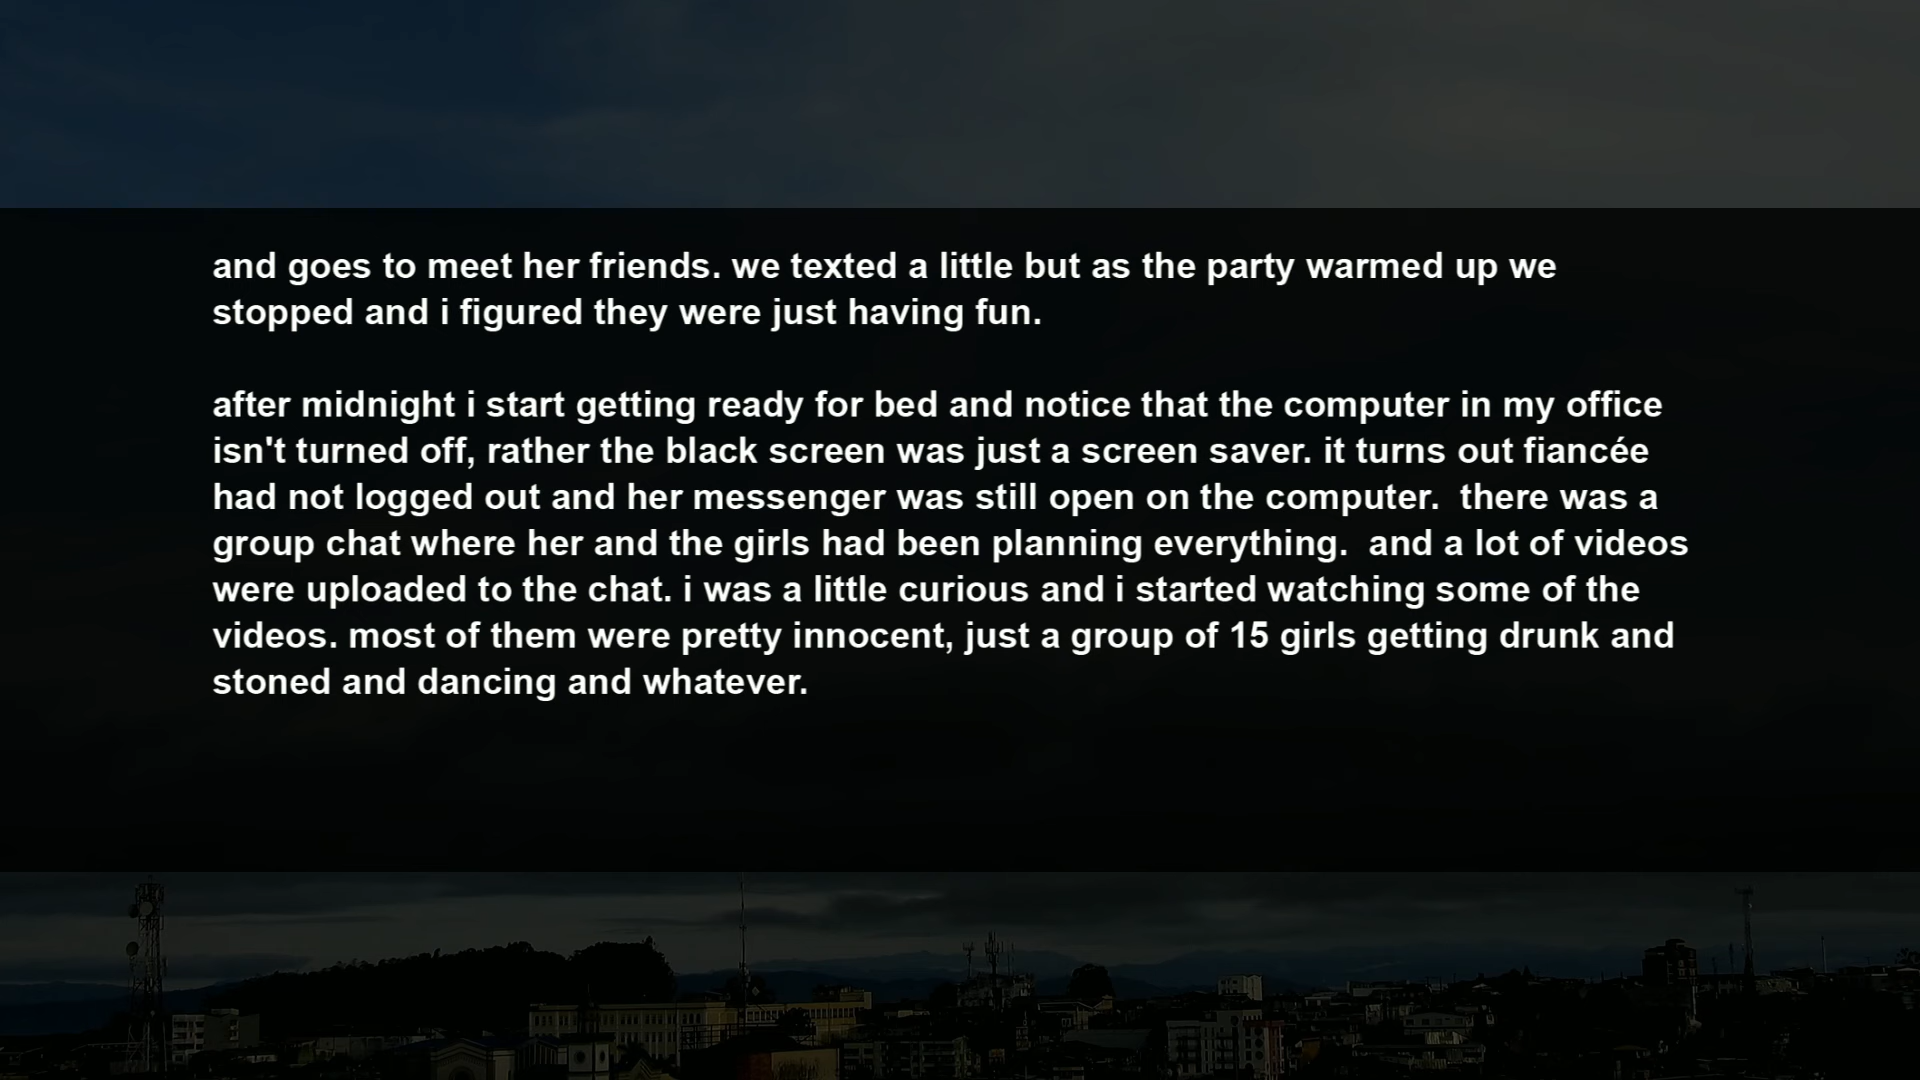 and goes to meet her friends. we texted a little but as the party warmed up we
stopped and i figured they were just having fun.
after midnight i start getting ready for bed and notice that the computer in my office
isn't turned off, rather the black screen was just a screen saver. it turns out fiancée
had not logged out and her messenger was still open on the computer.  there was a
group chat where her and the girls had been planning everything.  and a lot of videos
were uploaded to the chat. i was a little curious and i started watching some of the
videos. most of them were pretty innocent, just a group of 15 girls getting drunk and
stoned and dancing and whatever.